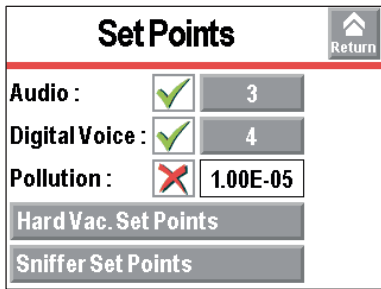 Set Points
Return
Audio : 3
Digital Voice : 4
Pollution : 1.00E-05
Hard Vac. Set Points
Sniffer Set Points